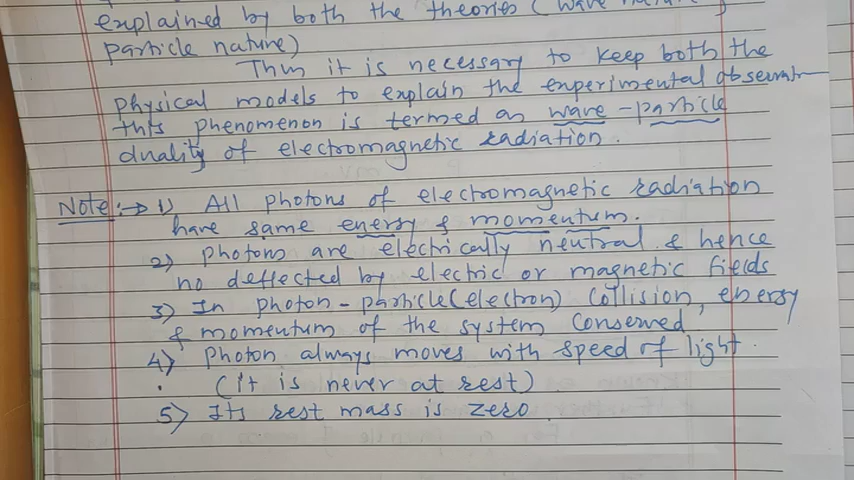 explained by both the theories (wave nature,
particle nature)
Thus it is necessary to keep both the
physical models to explain the experimental observat-
this phenomenon is termed as wave-particle
duality of electromagnetic radiation.
Note:→ 1) All photons of electromagnetic radiation
have same energy & momentum.
2) Photons are electrically neutral & hence
no deflected by electric or magnetic fields
3) In photon-particle(electron) collision, energy
& momentum of the system conserved
4) Photon always moves with speed of light.
(it is never at rest)
5) Its rest mass is zero.